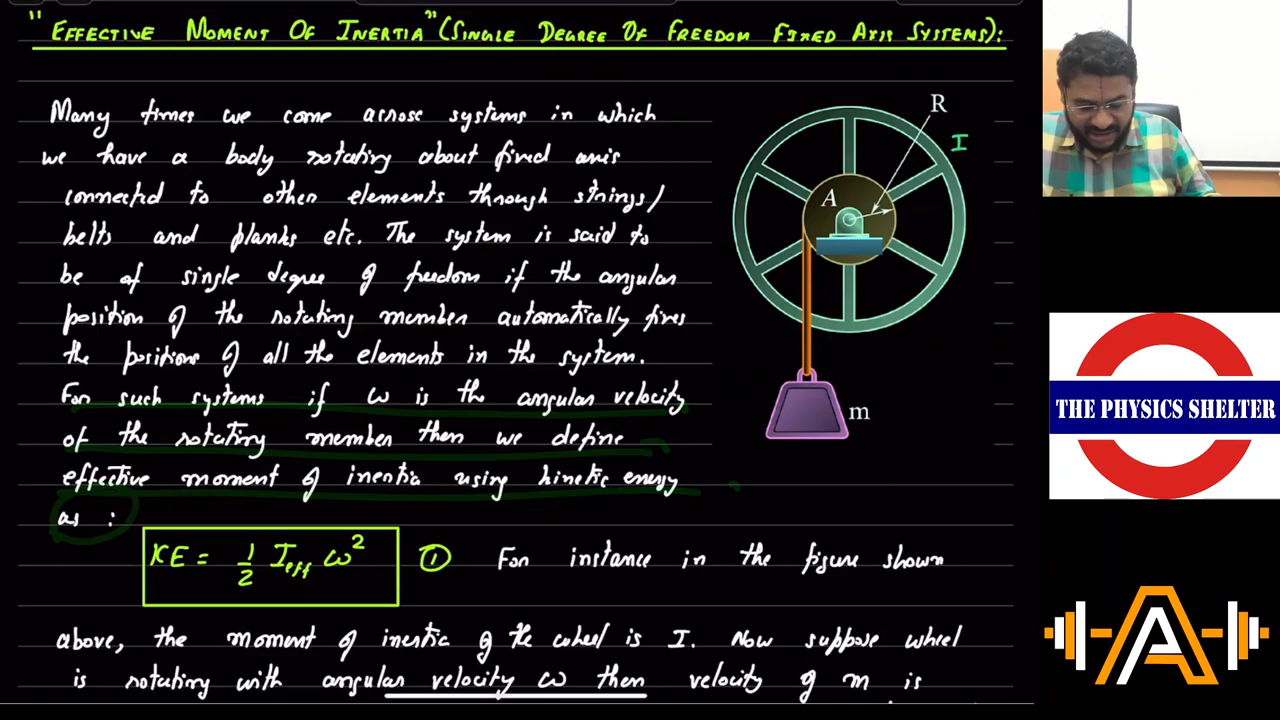 "EFFECTIVE MOMENT OF INERTIA" (SINGLE DEGREE OF FREEDOM FIXED AXIS SYSTEMS):
Many times we come across systems in which
we have a body rotating about fixed axis
connected to other elements through strings/
belts and planks etc. The system is said to
be of single degree of freedom if the angular
position of the rotating member automatically fixes
the positions of all the elements in the system.
For such systems if ω is the angular velocity
of the rotating member then we define
effective moment of inertia using kinetic energy
as :
KE = 1/2 I_eff ω² ① For instance in the figure shown
above, the moment of inertia of the wheel is I. Now suppose wheel
is rotating with angular velocity ω then velocity of m is
R
I
A
m
THE PHYSICS SHELTER
A